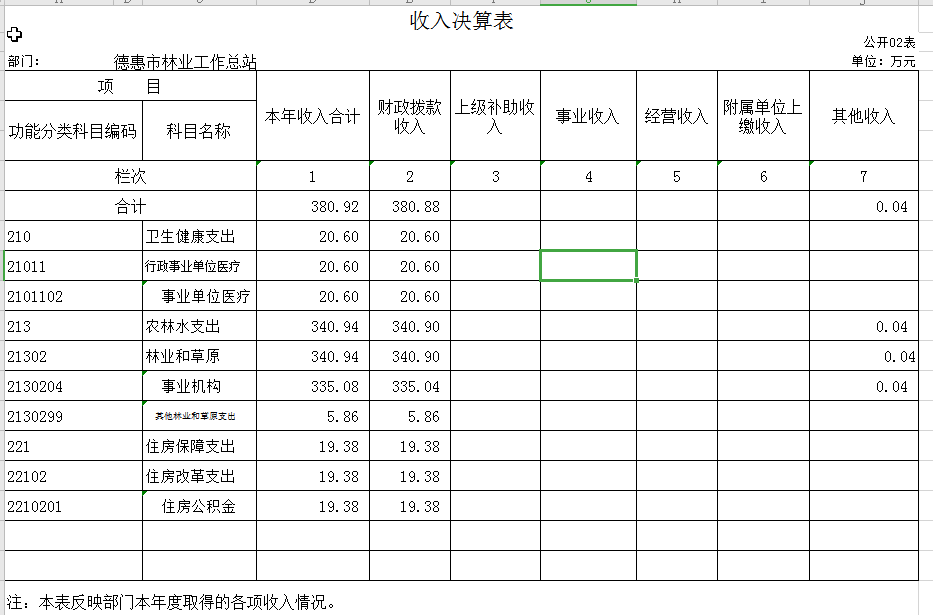 收入决算表
公开02表
部门： 德惠市林业工作总站 单位：万元
项 目 本年收入合计 财政拨款收入 上级补助收入 事业收入 经营收入 附属单位上缴收入 其他收入
功能分类科目编码 科目名称
栏次 1 2 3 4 5 6 7
合计 380.92 380.88 0.04
210 卫生健康支出 20.60 20.60
21011 行政事业单位医疗 20.60 20.60
2101102 事业单位医疗 20.60 20.60
213 农林水支出 340.94 340.90 0.04
21302 林业和草原 340.94 340.90 0.04
2130204 事业机构 335.08 335.04 0.04
2130299 其他林业和草原支出 5.86 5.86
221 住房保障支出 19.38 19.38
22102 住房改革支出 19.38 19.38
2210201 住房公积金 19.38 19.38
注：本表反映部门本年度取得的各项收入情况。